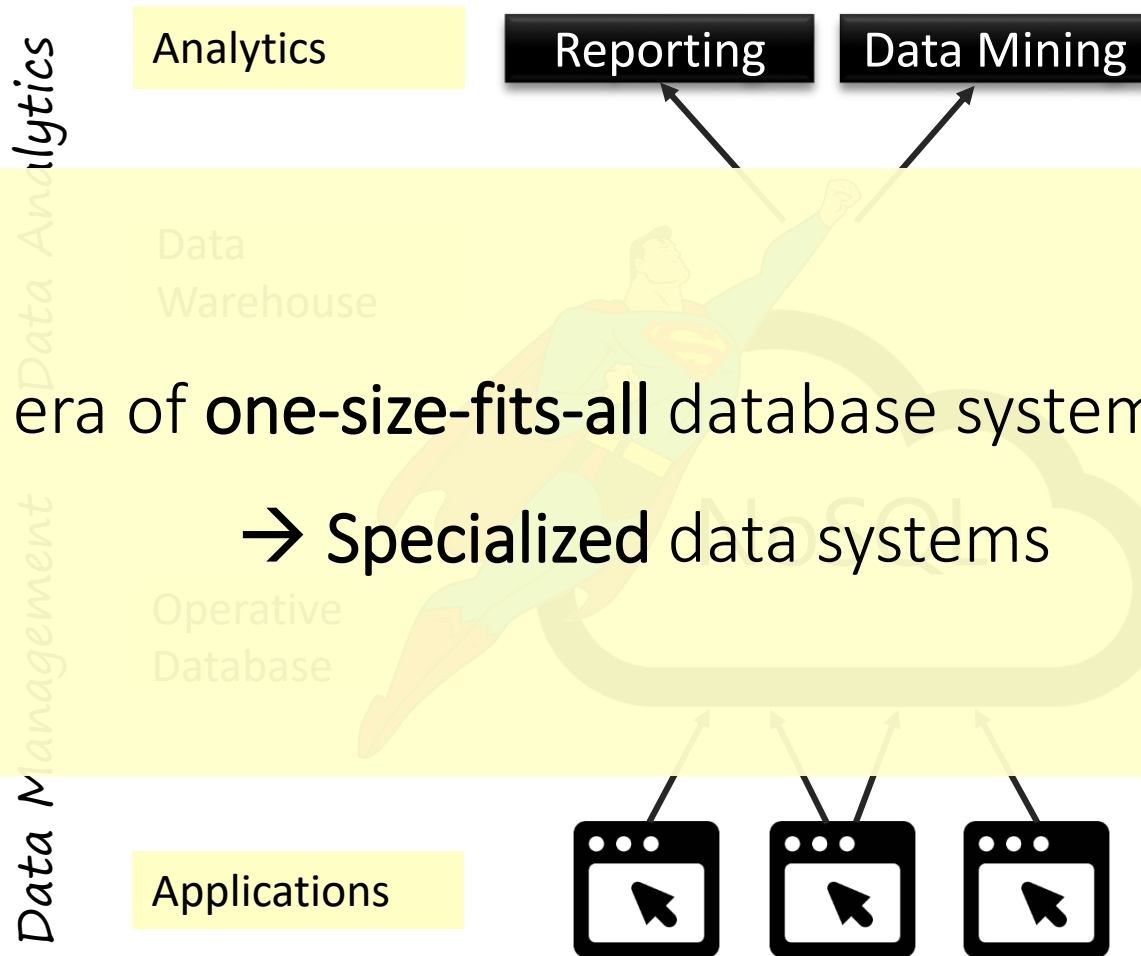 Analytics
Reporting
Data Mining
Data Analytics
Data
Warehouse
era of one-size-fits-all database system
→ Specialized data systems
NoSQL
Operative
Database
Data Management
Applications